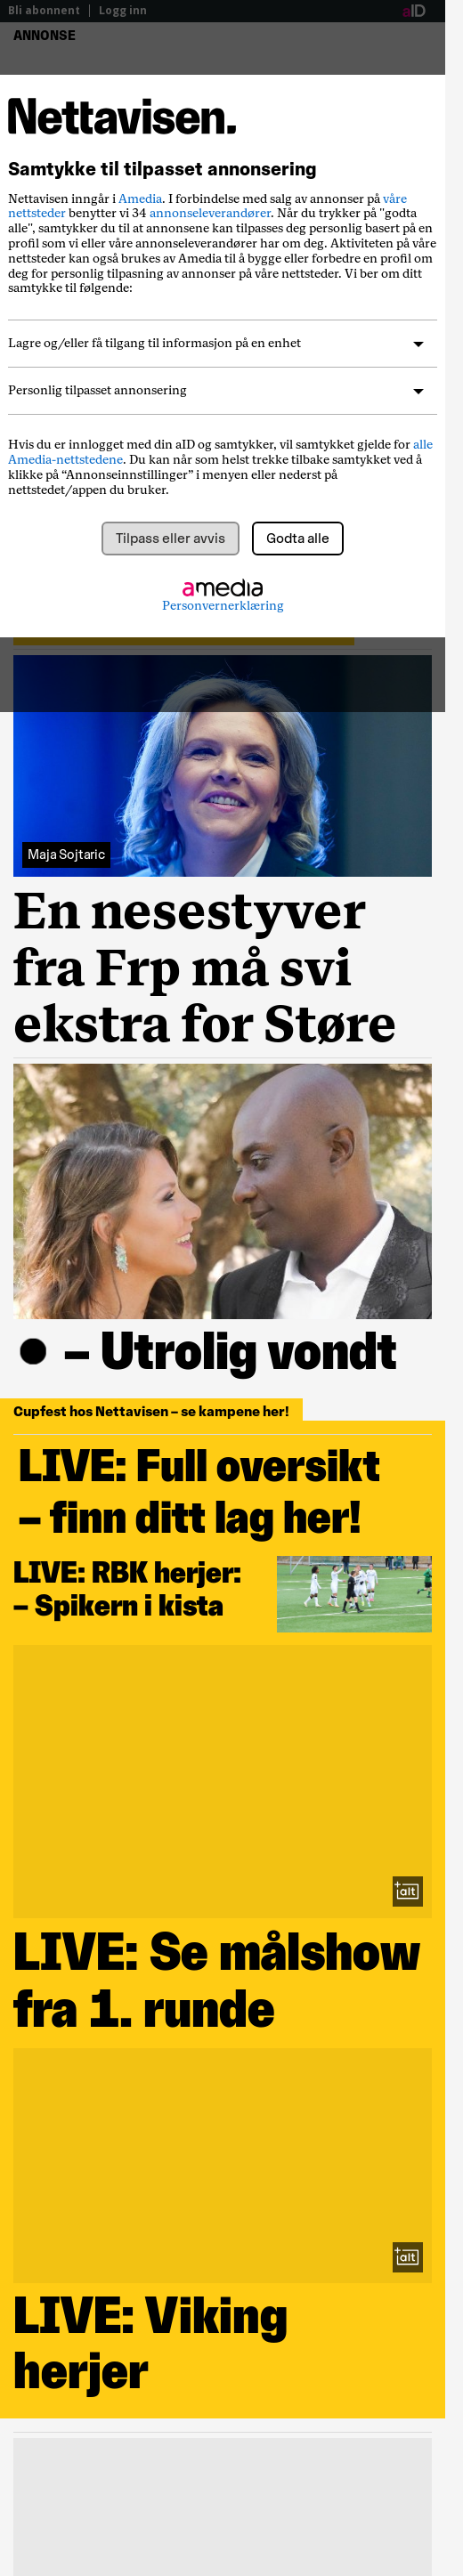 Bli abonnent
Logg inn
aID
ANNONSE
Nettavisen.
Samtykke til tilpasset annonsering
Nettavisen inngår i Amedia. I forbindelse med salg av annonser på våre
nettsteder benytter vi 34 annonseleverandører. Når du trykker på "godta
alle", samtykker du til at annonsene kan tilpasses deg personlig basert på en
profil som vi eller våre annonseleverandører har om deg. Aktiviteten på våre
nettsteder kan også brukes av Amedia til å bygge eller forbedre en profil om
deg for personlig tilpasning av annonser på våre nettsteder. Vi ber om ditt
samtykke til følgende:
Lagre og/eller få tilgang til informasjon på en enhet
Personlig tilpasset annonsering
Hvis du er innlogget med din aID og samtykker, vil samtykket gjelde for alle
Amedia-nettstedene. Du kan når som helst trekke tilbake samtykket ved å
klikke på “Annonseinnstillinger” i menyen eller nederst på
nettstedet/appen du bruker.
Tilpass eller avvis
Godta alle
amedia
Personvernerklæring
Maja Sojtaric
En nesestyver
fra Frp må svi
ekstra for Støre
● – Utrolig vondt
Cupfest hos Nettavisen – se kampene her!
LIVE: Full oversikt
– finn ditt lag her!
LIVE: RBK herjer:
– Spikern i kista
+alt
LIVE: Se målshow
fra 1. runde
+alt
LIVE: Viking
herjer